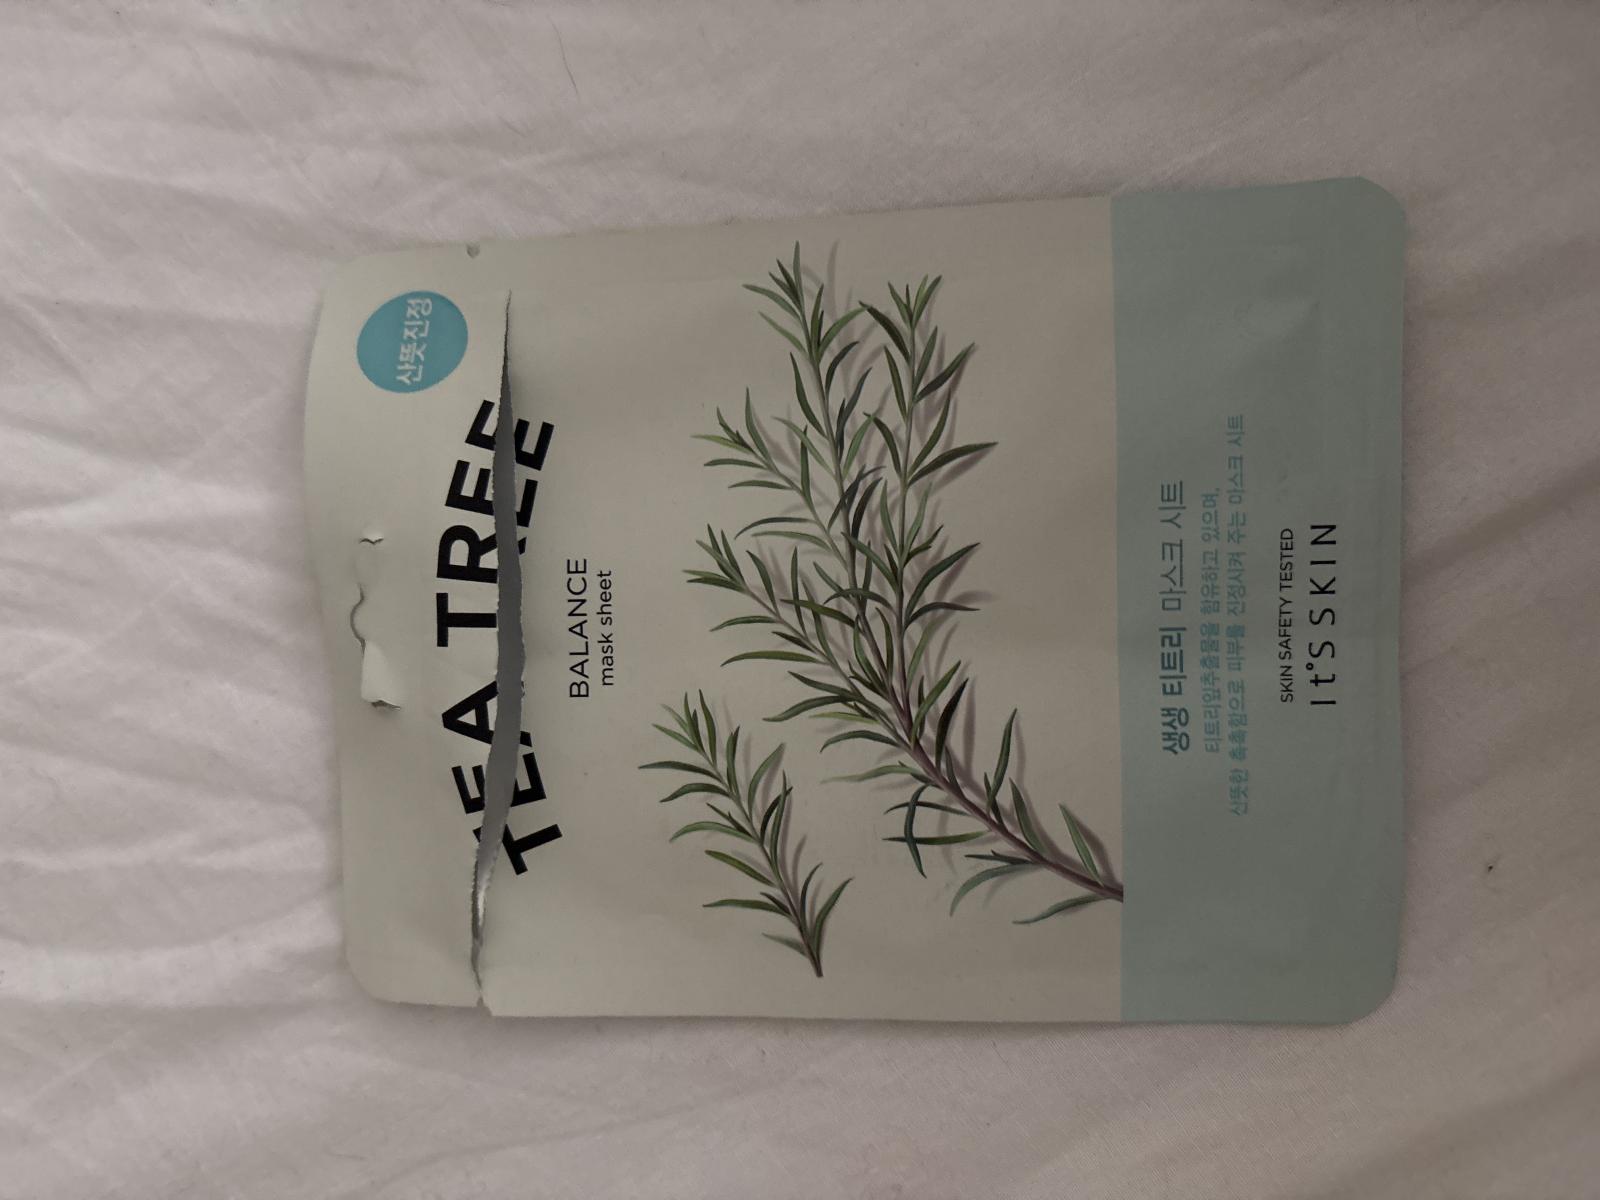 산뜻진정
TEA TREE
BALANCE
mask sheet
생생 티트리 마스크 시트
티트리잎추출물을 함유하고 있으며,
산뜻한 촉촉함으로 피부를 진정시켜 주는 마스크 시트
SKIN SAFETY TESTED
It'S SKIN